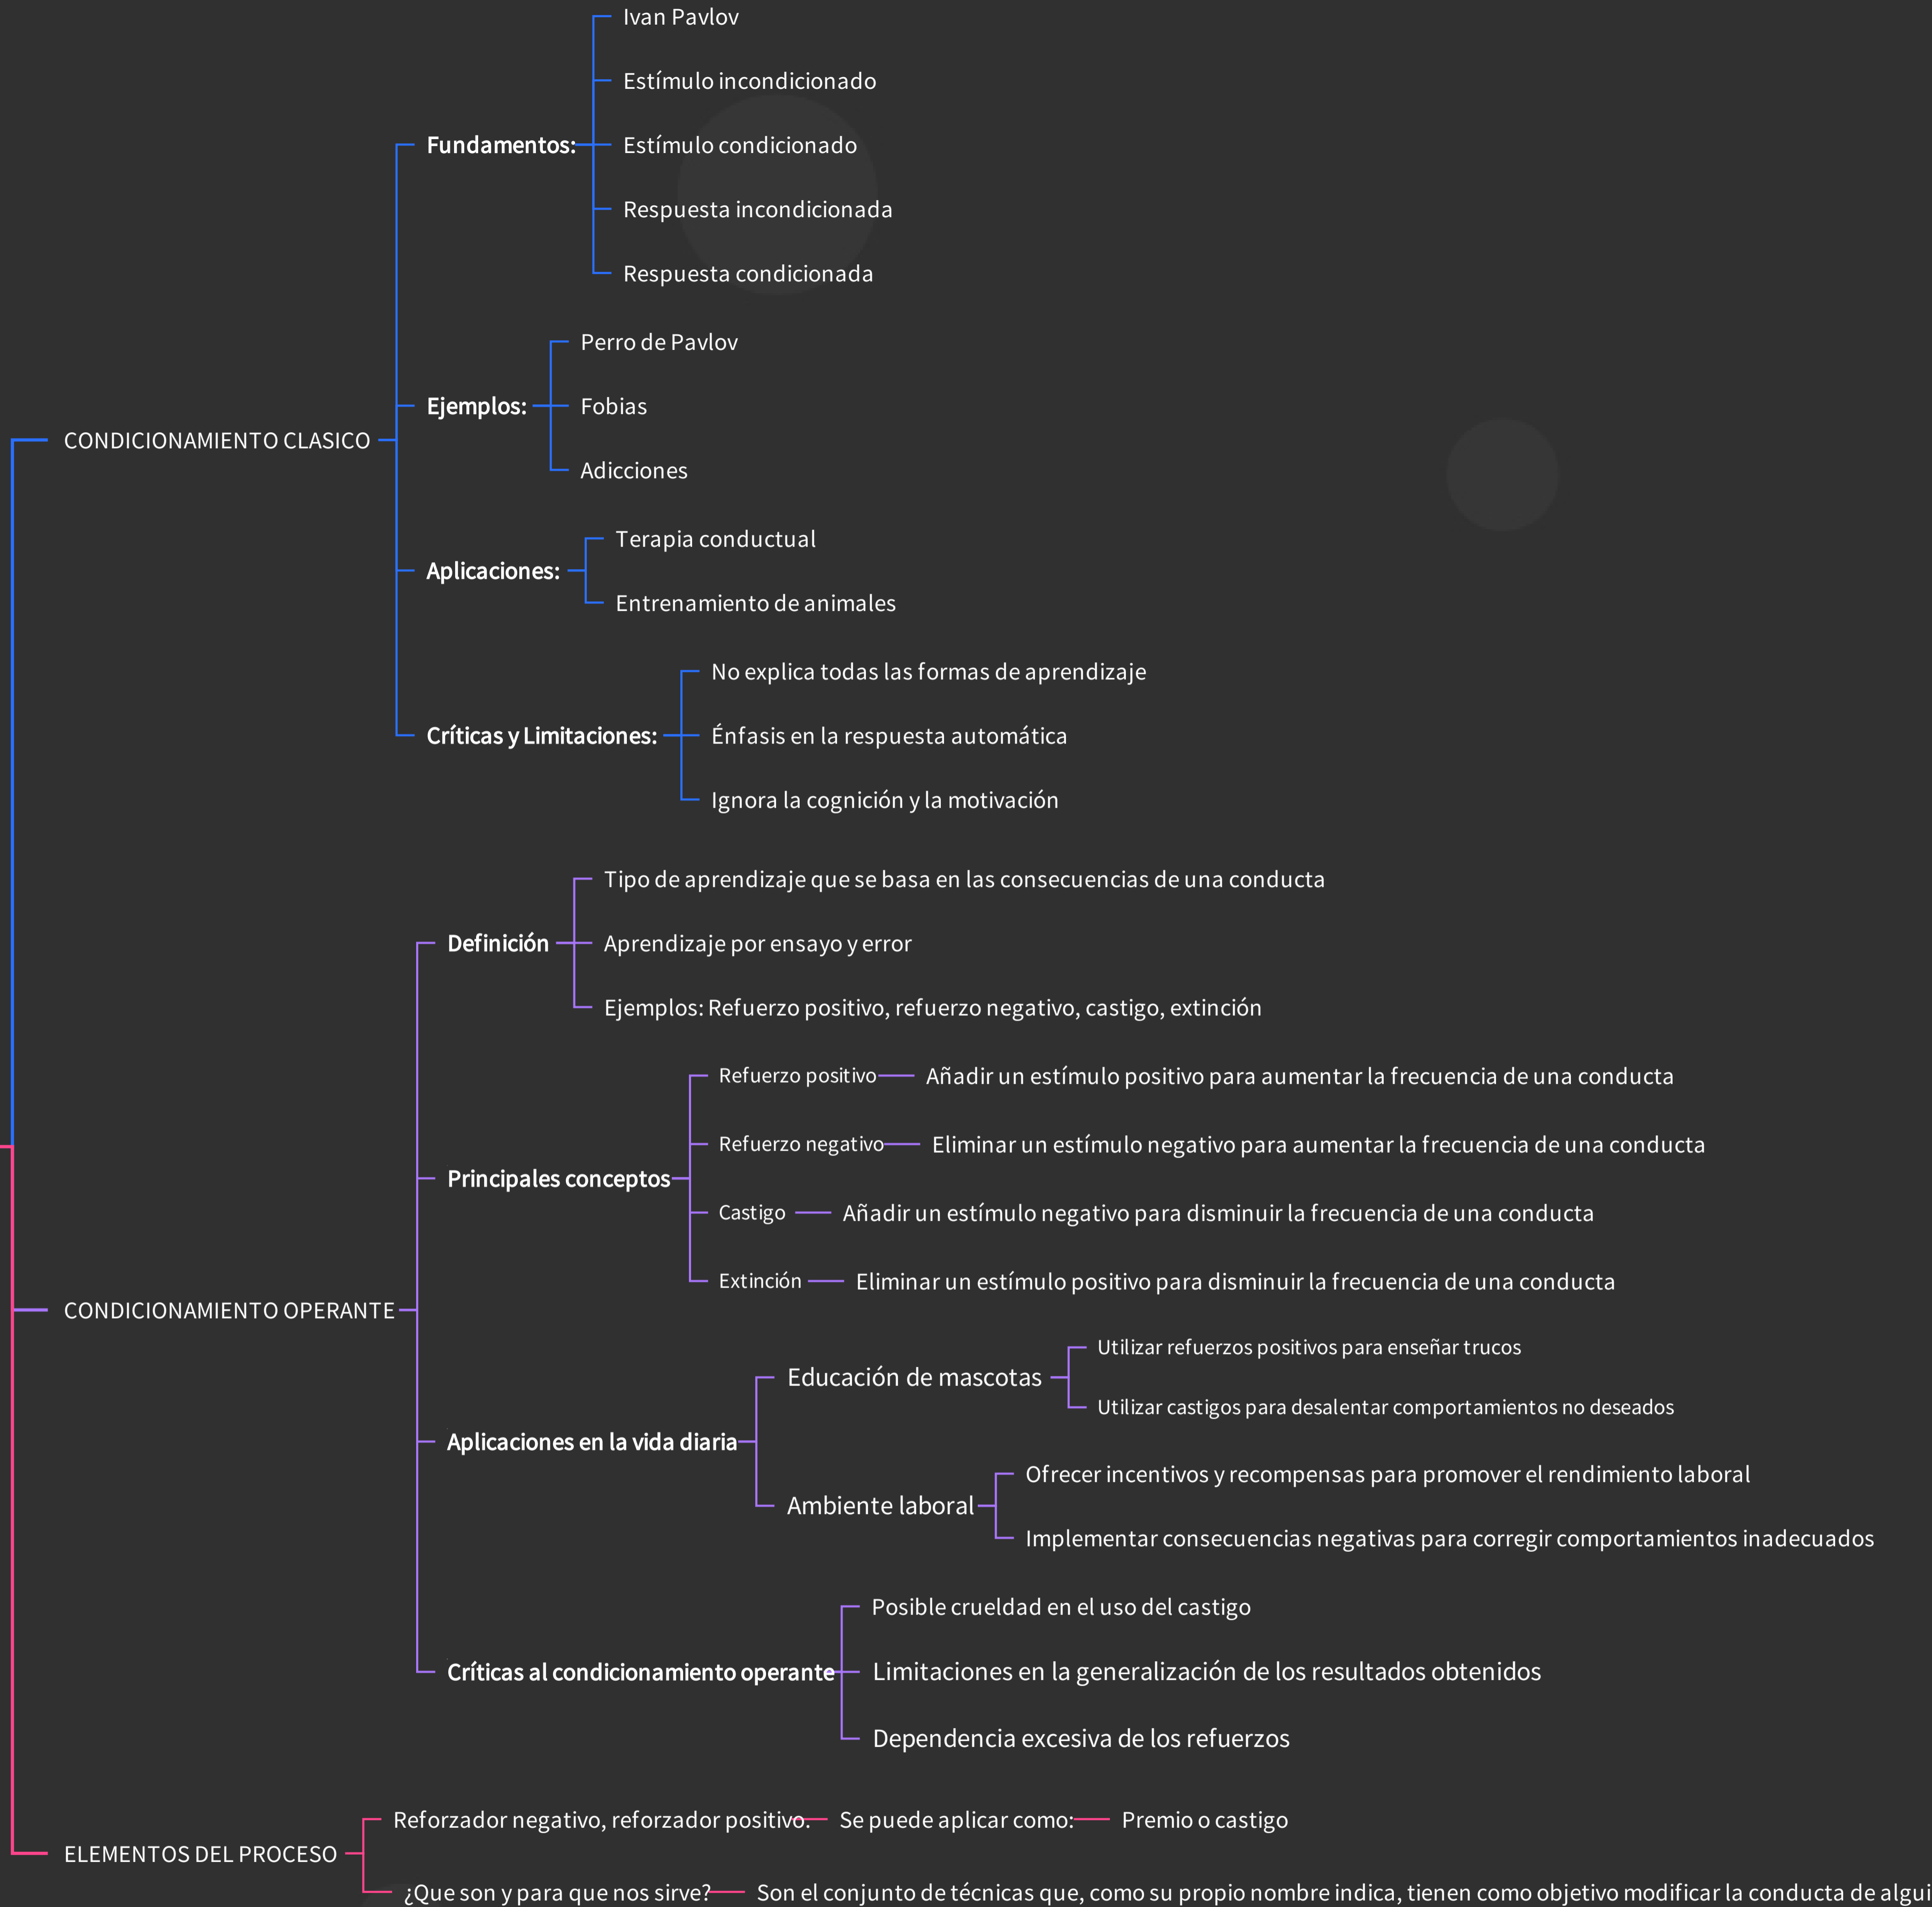 CONDICIONAMIENTO CLASICO
Fundamentos:
Ivan Pavlov
Estímulo incondicionado
Estímulo condicionado
Respuesta incondicionada
Respuesta condicionada
Ejemplos:
Perro de Pavlov
Fobias
Adicciones
Aplicaciones:
Terapia conductual
Entrenamiento de animales
Críticas y Limitaciones:
No explica todas las formas de aprendizaje
Énfasis en la respuesta automática
Ignora la cognición y la motivación
CONDICIONAMIENTO OPERANTE
Definición
Tipo de aprendizaje que se basa en las consecuencias de una conducta
Aprendizaje por ensayo y error
Ejemplos: Refuerzo positivo, refuerzo negativo, castigo, extinción
Principales conceptos
Refuerzo positivo
Añadir un estímulo positivo para aumentar la frecuencia de una conducta
Refuerzo negativo
Eliminar un estímulo negativo para aumentar la frecuencia de una conducta
Castigo
Añadir un estímulo negativo para disminuir la frecuencia de una conducta
Extinción
Eliminar un estímulo positivo para disminuir la frecuencia de una conducta
Aplicaciones en la vida diaria
Educación de mascotas
Utilizar refuerzos positivos para enseñar trucos
Utilizar castigos para desalentar comportamientos no deseados
Ambiente laboral
Ofrecer incentivos y recompensas para promover el rendimiento laboral
Implementar consecuencias negativas para corregir comportamientos inadecuados
Críticas al condicionamiento operante
Posible crueldad en el uso del castigo
Limitaciones en la generalización de los resultados obtenidos
Dependencia excesiva de los refuerzos
ELEMENTOS DEL PROCESO
Reforzador negativo, reforzador positivo.
Se puede aplicar como:
Premio o castigo
¿Que son y para que nos sirve?
Son el conjunto de técnicas que, como su propio nombre indica, tienen como objetivo modificar la conducta de algui